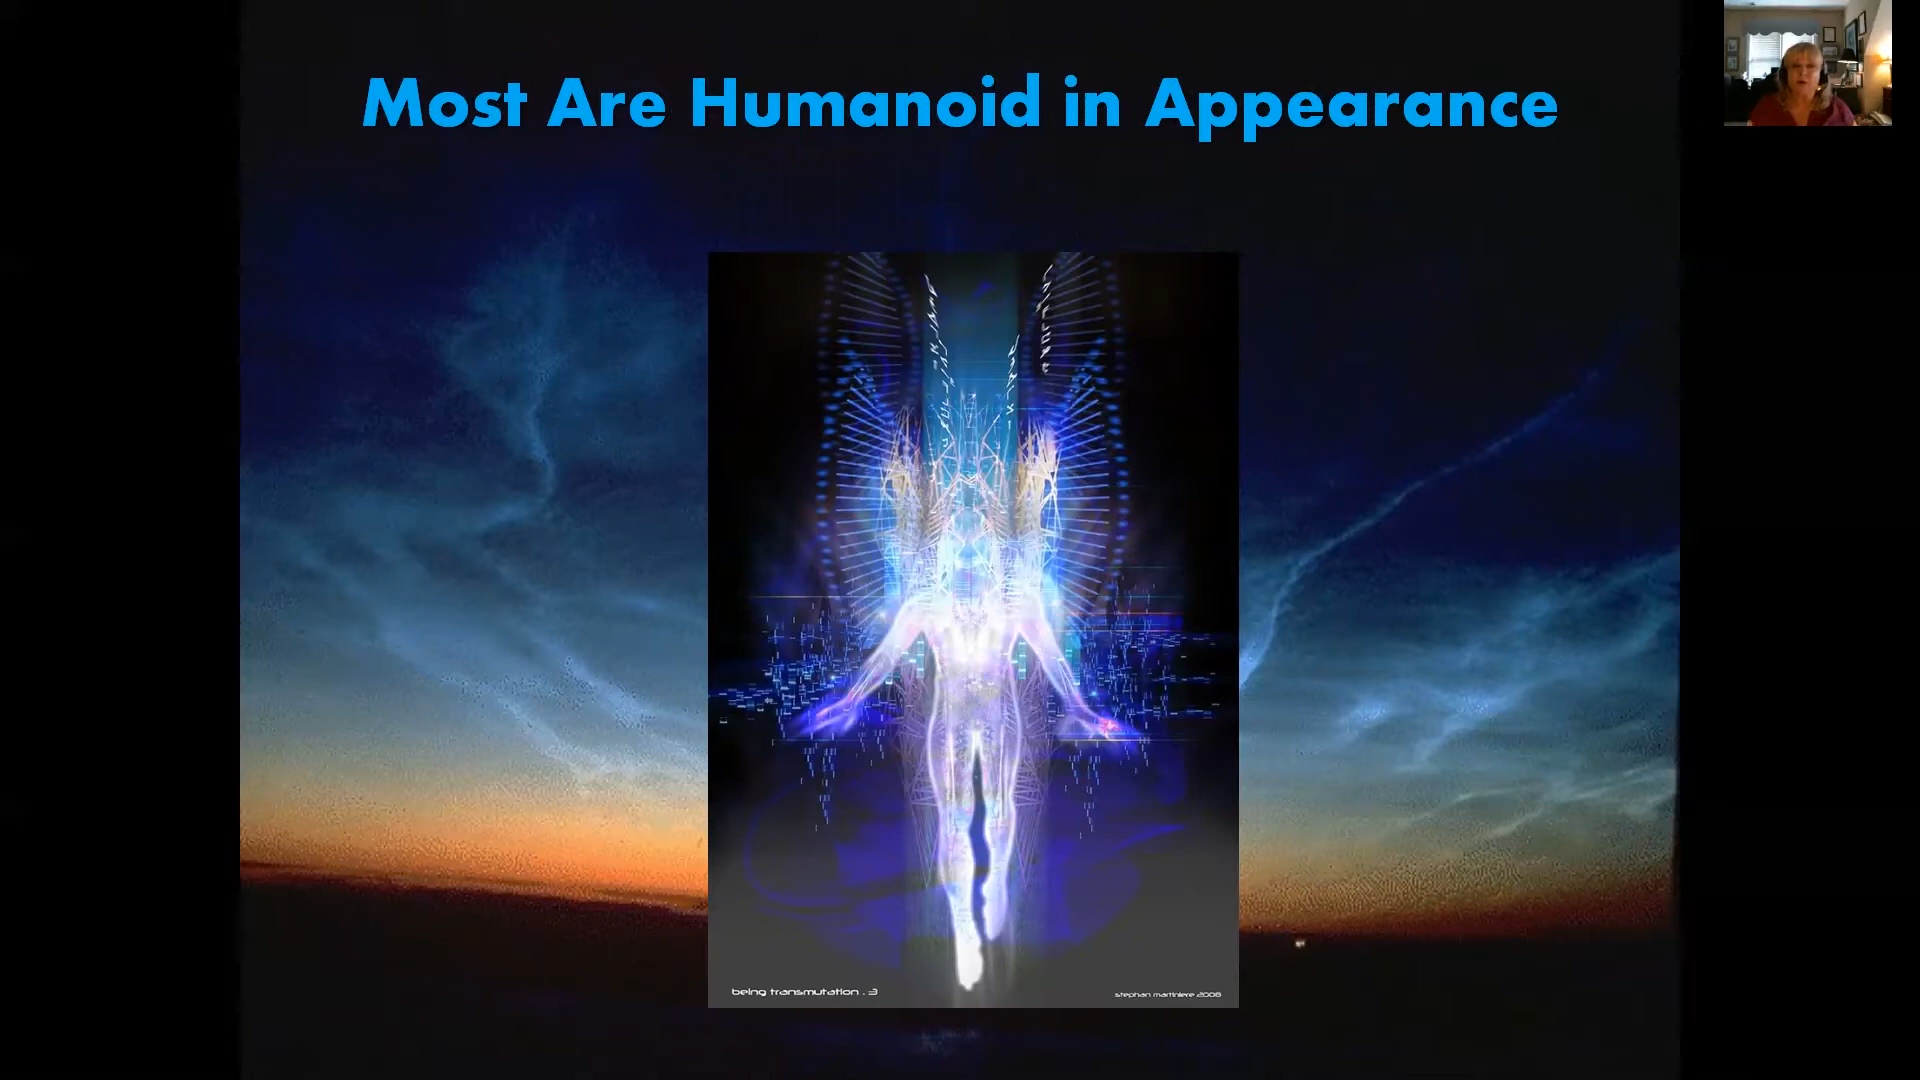 Most Are Humanoid in Appearance
being transmutation . 3
stephan martiniere 2008